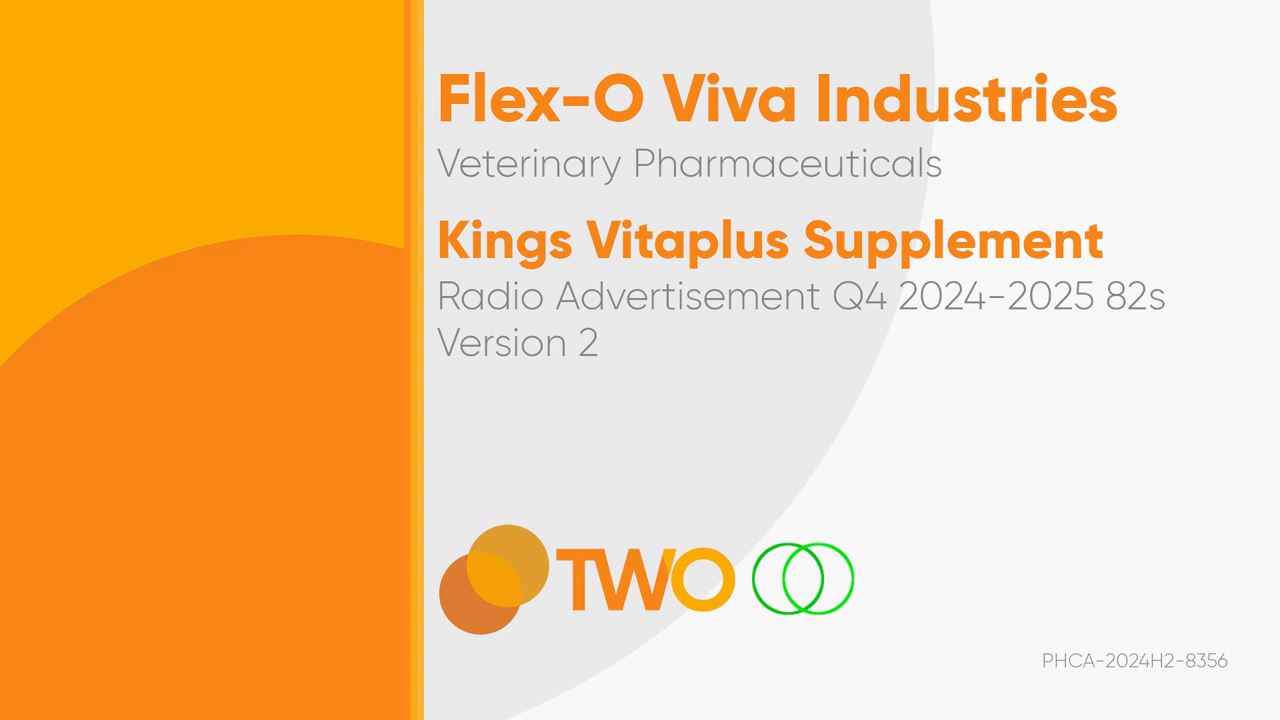 Flex-O Viva Industries
Veterinary Pharmaceuticals
Kings Vitaplus Supplement
Radio Advertisement Q4 2024-2025 82s
Version 2
TWO
PHCA-2024H2-8356